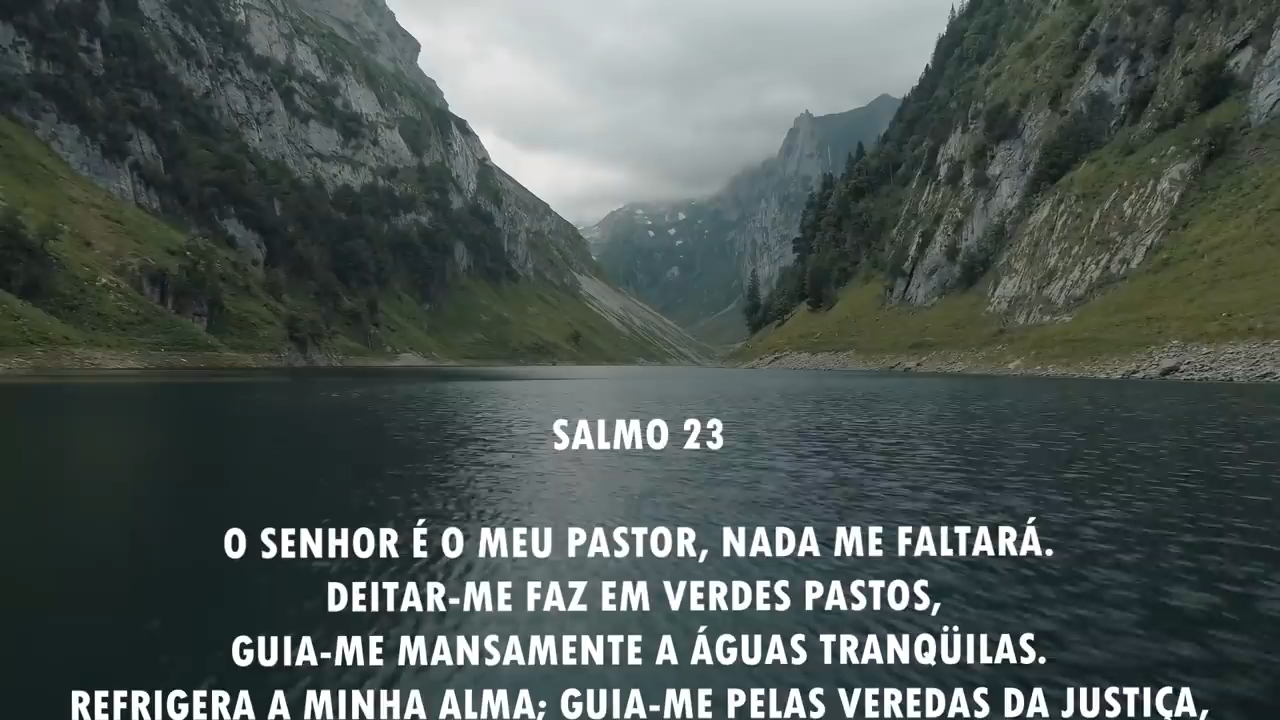 SALMO 23
O SENHOR É O MEU PASTOR, NADA ME FALTARÁ.
DEITAR-ME FAZ EM VERDES PASTOS,
GUIA-ME MANSAMENTE A ÁGUAS TRANQÜILAS.
REFRIGERA A MINHA ALMA; GUIA-ME PELAS VEREDAS DA JUSTIÇA,